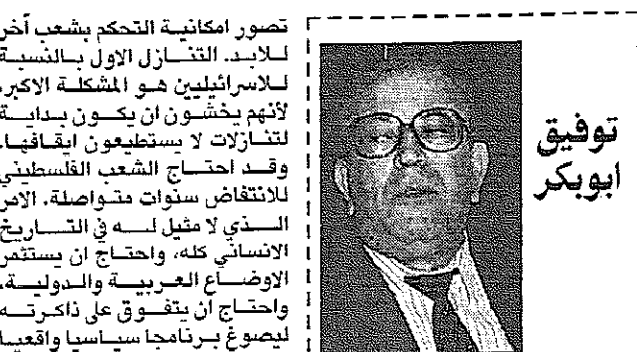 توفيق
ابوبكر
تصور امكانية التحكم بشعب أخر
للابد. التنازل الاول بالنسبة
للاسرائيليين هو المشكلة الاكبر،
لأنهم يخشون ان يكون بداية
لتنازلات لا يستطيعون ايقافها.
وقد احتاج الشعب الفلسطيني
للانتفاض سنوات متواصلة. الامر
الذي لا مثيل له في التاريخ
الانساني كله، واحتاج ان يستثمر
الاوضاع العربية والدولية،
واحتاج ان يتفوق على ذاكرته
ليصوغ برنامجا سياسيا واقعيا